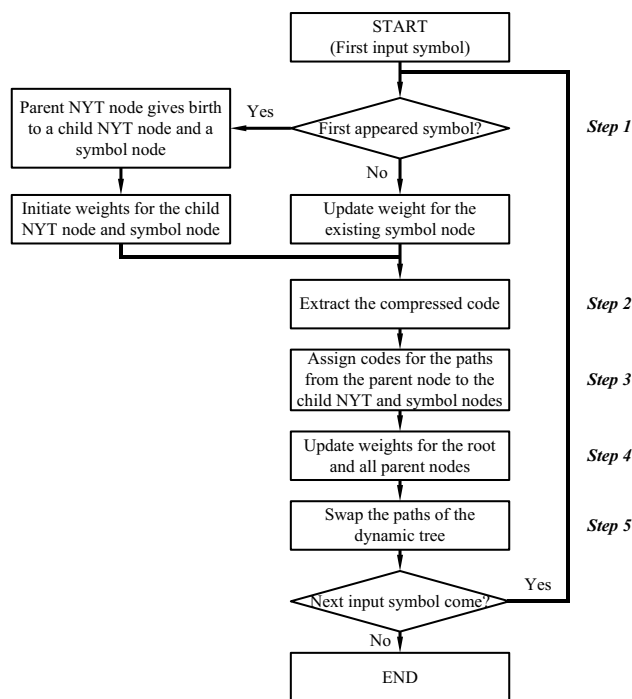 START
(First input symbol)
First appeared symbol?
Yes
Step 1
Parent NYT node gives birth
to a child NYT node and a
symbol node
No
Initiate weights for the child
NYT node and symbol node
Update weight for the
existing symbol node
Extract the compressed code
Step 2
Assign codes for the paths
from the parent node to the
child NYT and symbol nodes
Step 3
Update weights for the root
and all parent nodes
Step 4
Swap the paths of the
dynamic tree
Step 5
Next input symbol come?
Yes
No
END